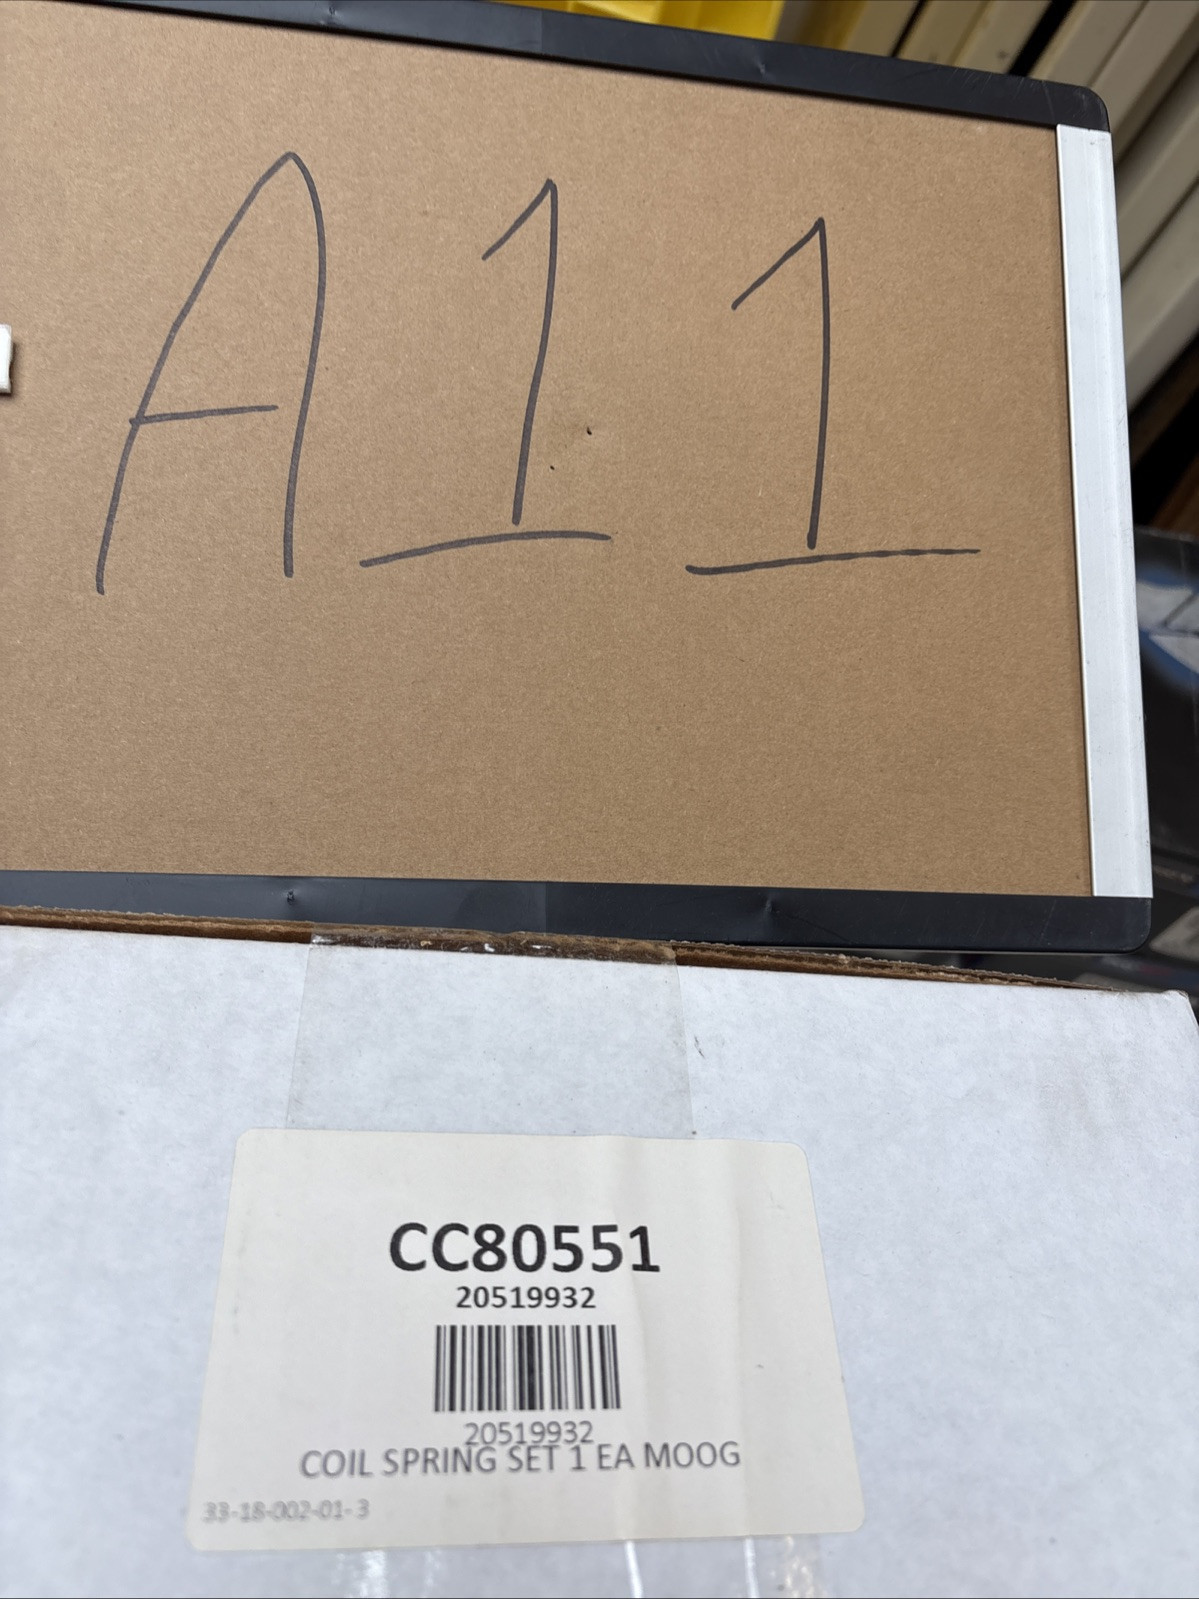 A11
CC80551
20519932
20519932
COIL SPRING SET 1 EA MOOG
33-18-002-01-3